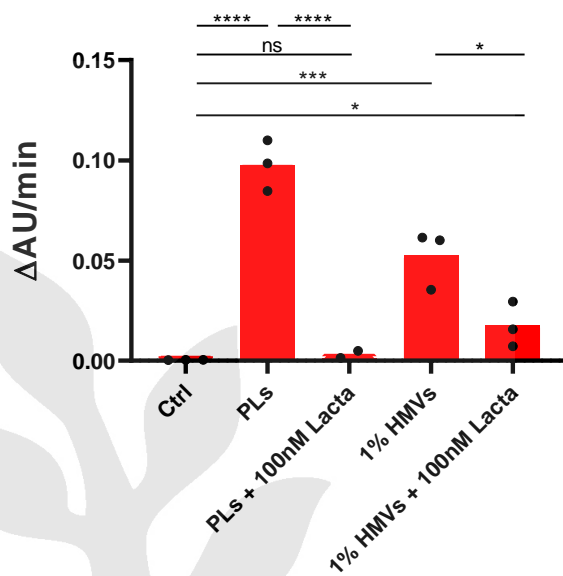 **** ****
ns
*** *
*
0.15
0.10
0.05
0.00
ΔAU/min
Ctrl
PLs
PLs + 100nM Lacta
1% HMVs
1% HMVs + 100nM Lacta